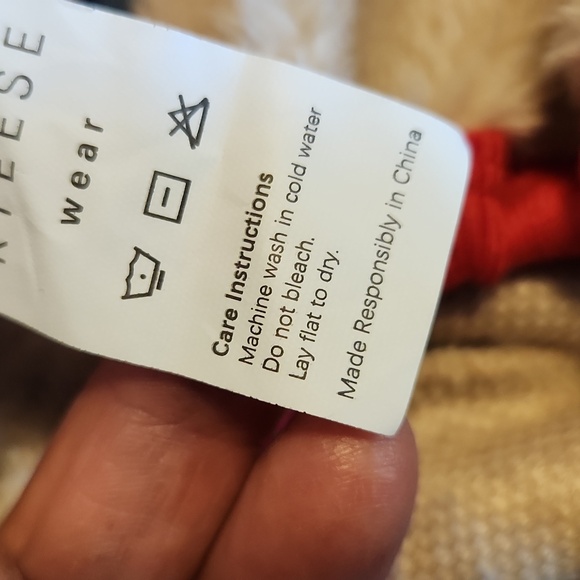 wear
Care Instructions
Machine wash in cold water
Do not bleach.
Lay flat to dry.
Made Responsibly in China